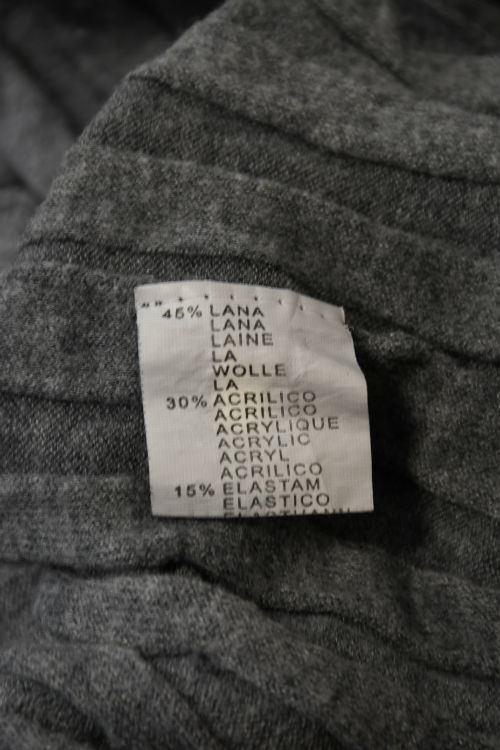 45% LANA
LANA
LAINE
LA
WOLLE
LA
30% ACRILICO
ACRILICO
ACRYLIQUE
ACRYLIC
ACRYL
ACRILICO
15% ELASTAM
ELASTICO